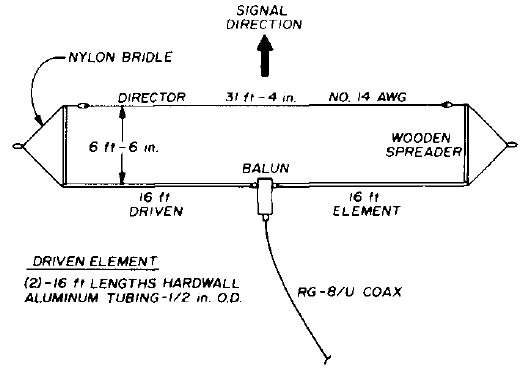 SIGNAL
DIRECTION
NYLON BRIDLE
DIRECTOR 31 ft-4 in. NO. 14 AWG
6 ft-6 in.
WOODEN
SPREADER
BALUN
16 ft
DRIVEN
16 ft
ELEMENT
DRIVEN ELEMENT
(2)-16 ft LENGTHS HARDWALL
ALUMINUM TUBING-1/2 in. O.D.
RG-8/U COAX